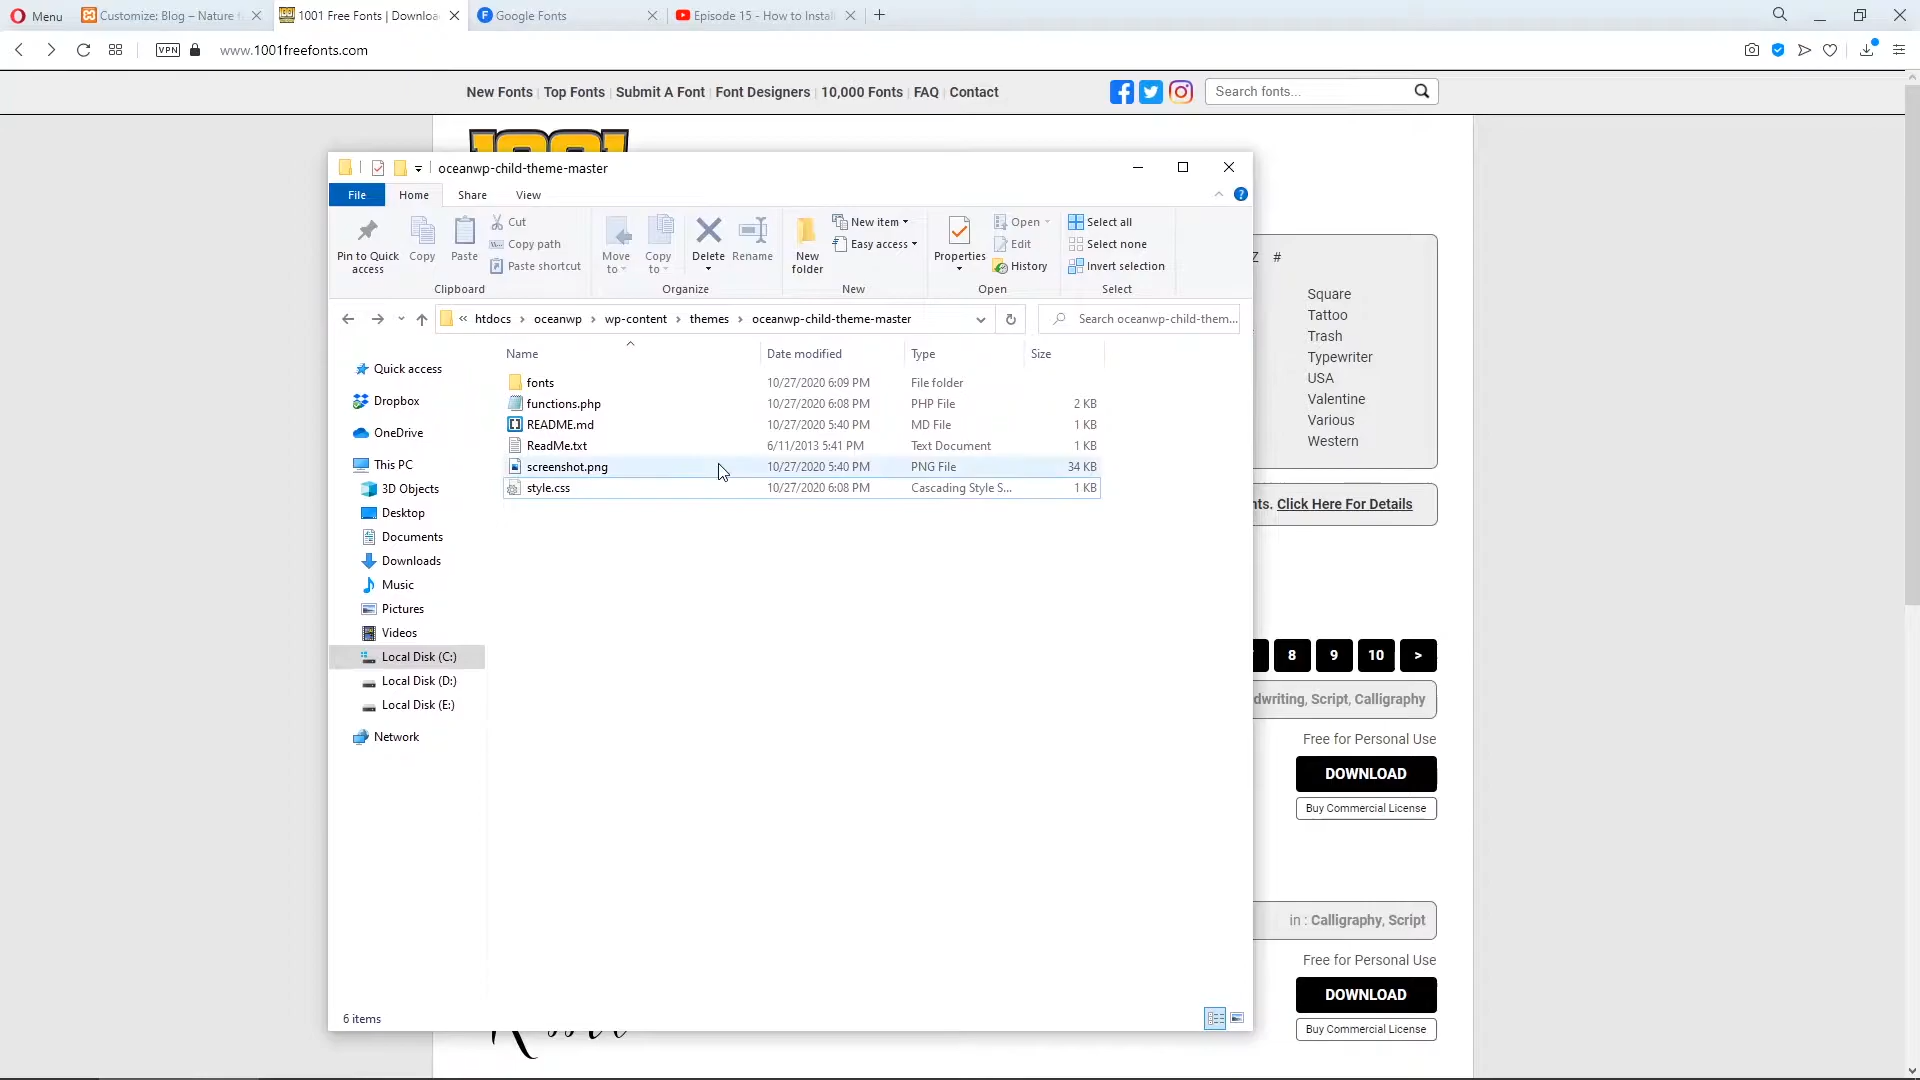 Menu
Customize: Blog – Nature
1001 Free Fonts | Downloa
Google Fonts
Episode 15 - How to Instal
VPN
www.1001freefonts.com
New Fonts | Top Fonts | Submit A Font | Font Designers | 10,000 Fonts | FAQ | Contact
Search fonts...
1001
oceanwp-child-theme-master
File
Home
Share
View
Pin to Quick access
Copy
Paste
Cut
Copy path
Paste shortcut
Clipboard
Move to
Copy to
Delete
Rename
Organize
New folder
New item
Easy access
New
Properties
Open
Edit
History
Open
Select all
Select none
Invert selection
Select
« htdocs > oceanwp > wp-content > themes > oceanwp-child-theme-master
Search oceanwp-child-them...
Quick access
Dropbox
OneDrive
This PC
3D Objects
Desktop
Documents
Downloads
Music
Pictures
Videos
Local Disk (C:)
Local Disk (D:)
Local Disk (E:)
Network
Name Date modified Type Size
fonts 10/27/2020 6:09 PM File folder
functions.php 10/27/2020 6:08 PM PHP File 2 KB
README.md 10/27/2020 5:40 PM MD File 1 KB
ReadMe.txt 6/11/2013 5:41 PM Text Document 1 KB
screenshot.png 10/27/2020 5:40 PM PNG File 34 KB
style.css 10/27/2020 6:08 PM Cascading Style S... 1 KB
6 items
Z #
Square
Tattoo
Trash
Typewriter
USA
Valentine
Various
Western
nts. Click Here For Details
8 9 10 >
dwriting, Script, Calligraphy
Free for Personal Use
DOWNLOAD
Buy Commercial License
in : Calligraphy, Script
Free for Personal Use
DOWNLOAD
Buy Commercial License